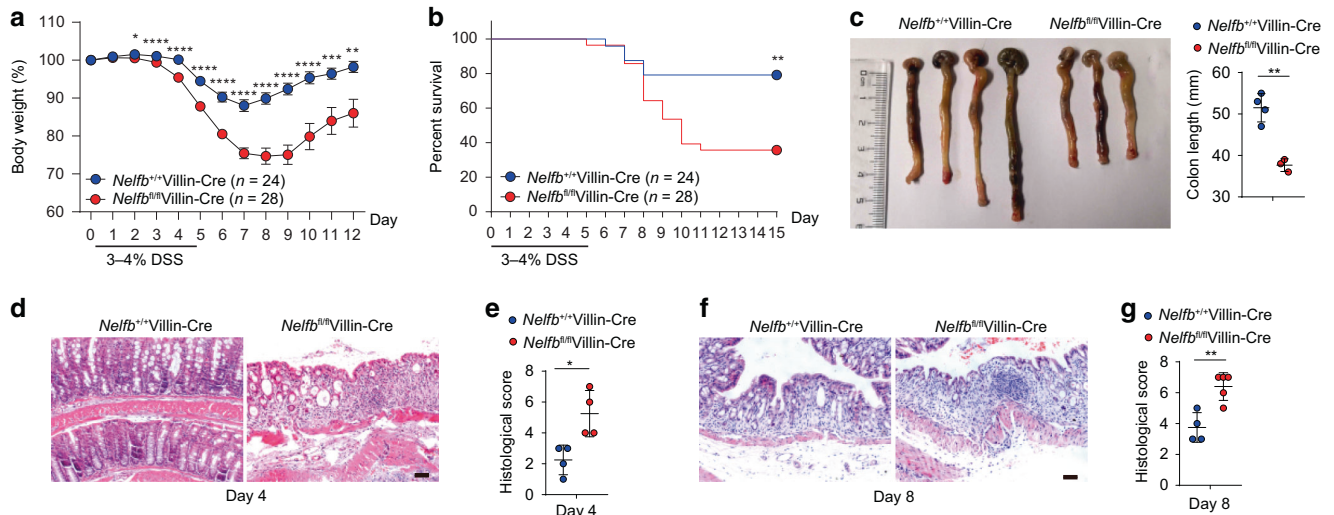 a
110
100
90
80
70
60
Body weight (%)
* **** **** **** **** **** **** **** **** *** **
Nelfb+/+Villin-Cre (n = 24)
Nelfbfl/flVillin-Cre (n = 28)
0 1 2 3 4 5 6 7 8 9 10 11 12
Day
3–4% DSS
b
100
80
60
40
20
0
Percent survival
**
Nelfb+/+Villin-Cre (n = 24)
Nelfbfl/flVillin-Cre (n = 28)
0 1 2 3 4 5 6 7 8 9 10 11 12 13 14 15
Day
3–4% DSS
c
Nelfb+/+Villin-Cre
Nelfbfl/flVillin-Cre
Nelfb+/+Villin-Cre
Nelfbfl/flVillin-Cre
60
50
40
30
Colon length (mm)
**
d
Nelfb+/+Villin-Cre
Nelfbfl/flVillin-Cre
Day 4
e
Nelfb+/+Villin-Cre
Nelfbfl/flVillin-Cre
8
6
4
2
0
Histological score
*
Day 4
f
Nelfb+/+Villin-Cre
Nelfbfl/flVillin-Cre
Day 8
g
Nelfb+/+Villin-Cre
Nelfbfl/flVillin-Cre
8
6
4
2
0
Histological score
**
Day 8